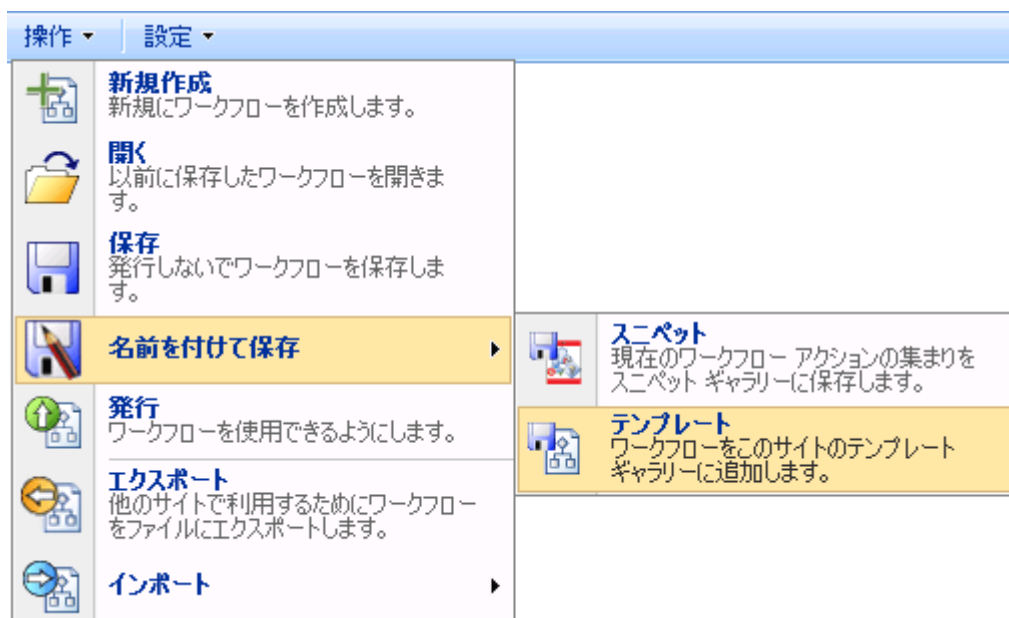 操作
設定
新規作成
新規にワークフローを作成します。
開く
以前に保存したワークフローを開きま
す。
保存
発行しないでワークフローを保存しま
す。
名前を付けて保存
スニペット
現在のワークフロー アクションの集まりを
スニペット ギャラリーに保存します。
発行
ワークフローを使用できるようにします。
テンプレート
ワークフローをこのサイトのテンプレート
ギャラリーに追加します。
エクスポート
他のサイトで利用するためにワークフロー
をファイルにエクスポートします。
インポート